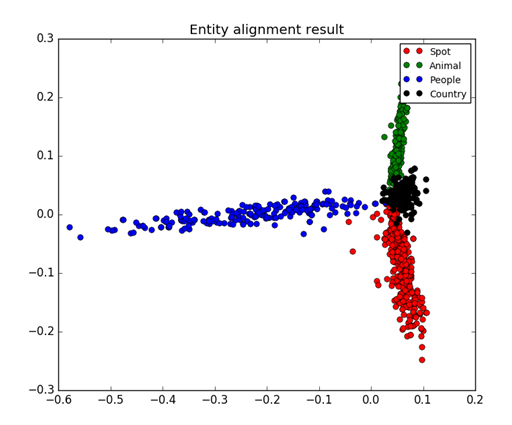 Entity alignment result
Spot
Animal
People
Country
0.3
0.2
0.1
0.0
−0.1
−0.2
−0.3
−0.6 −0.5 −0.4 −0.3 −0.2 −0.1 0.0 0.1 0.2